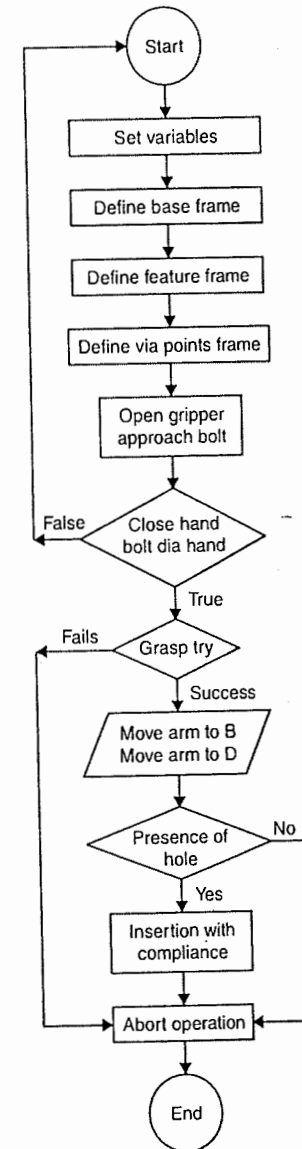 Start
Set variables
Define base frame
Define feature frame
Define via points frame
Open gripper
approach bolt
False
Close hand
bolt dia hand
True
Fails
Grasp try
Success
Move arm to B
Move arm to D
Presence of
hole
No
Yes
Insertion with
compliance
Abort operation
End